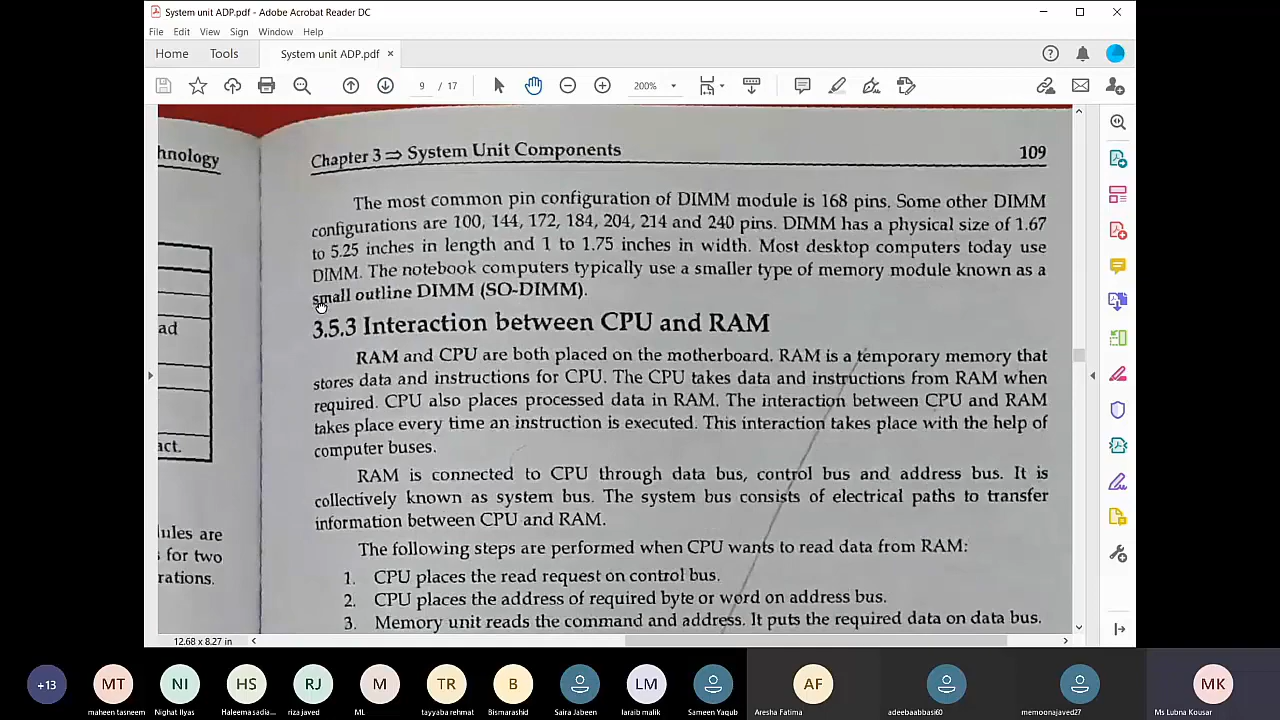 System unit ADP.pdf - Adobe Acrobat Reader DC
File Edit View Sign Window Help
Home Tools System unit ADP.pdf ×
9 / 17 200%
hnology
Chapter 3 ⇒ System Unit Components 109
The most common pin configuration of DIMM module is 168 pins. Some other DIMM
configurations are 100, 144, 172, 184, 204, 214 and 240 pins. DIMM has a physical size of 1.67
to 5.25 inches in length and 1 to 1.75 inches in width. Most desktop computers today use
DIMM. The notebook computers typically use a smaller type of memory module known as a
small outline DIMM (SO-DIMM).
3.5.3 Interaction between CPU and RAM
ad
RAM and CPU are both placed on the motherboard. RAM is a temporary memory that
stores data and instructions for CPU. The CPU takes data and instructions from RAM when
required. CPU also places processed data in RAM. The interaction between CPU and RAM
takes place every time an instruction is executed. This interaction takes place with the help of
computer buses.
act.
RAM is connected to CPU through data bus, control bus and address bus. It is
collectively known as system bus. The system bus consists of electrical paths to transfer
information between CPU and RAM.
ules are
s for two
rations.
The following steps are performed when CPU wants to read data from RAM:
1. CPU places the read request on control bus.
2. CPU places the address of required byte or word on address bus.
3. Memory unit reads the command and address. It puts the required data on data bus.
12.68 x 8.27 in
+13 MT NI HS RJ M TR B LM AF MK
maheen tasneem Nighat Ilyas Haleema sadia... riza javed ML tayyaba rehmat Bismarashid Saira Jabeen laraib malik Sameen Yaqub Aresha Fatima adeebaabbasi60 memoonajaved27 Ms Lubna Kousar